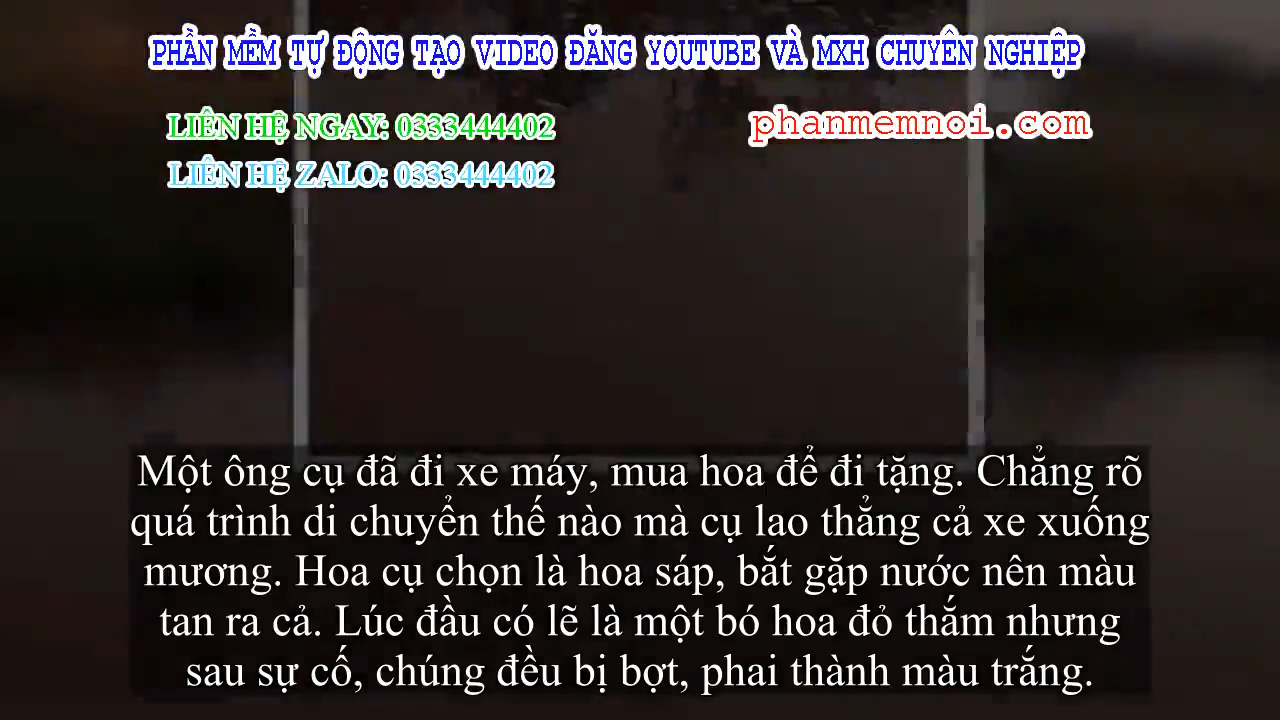 PHẦN MỀM TỰ ĐỘNG TẠO VIDEO ĐĂNG YOUTUBE VÀ MXH CHUYÊN NGHIỆP
LIÊN HỆ NGAY: 0333444402
phanmemnoi.com
LIÊN HỆ ZALO: 0333444402
Một ông cụ đã đi xe máy, mua hoa để đi tặng. Chẳng rõ
quá trình di chuyển thế nào mà cụ lao thẳng cả xe xuống
mương. Hoa cụ chọn là hoa sáp, bắt gặp nước nên màu
tan ra cả. Lúc đầu có lẽ là một bó hoa đỏ thắm nhưng
sau sự cố, chúng đều bị bợt, phai thành màu trắng.